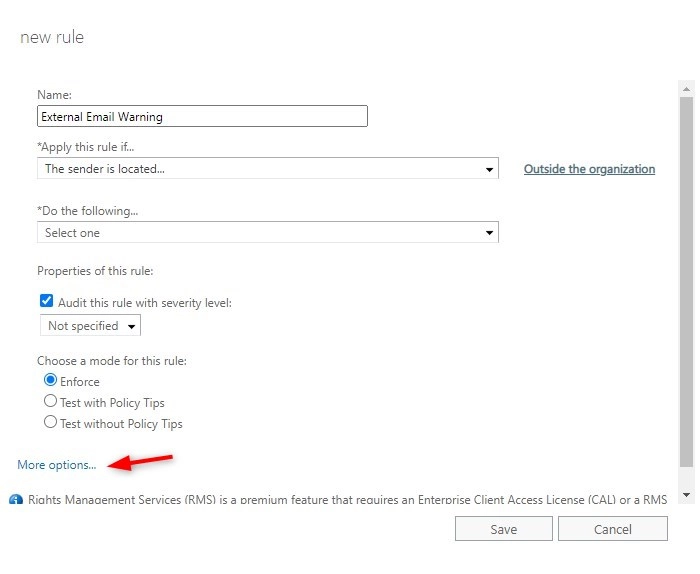 new rule
Name:
External Email Warning
*Apply this rule if...
The sender is located...
Outside the organization
*Do the following...
Select one
Properties of this rule:
Audit this rule with severity level:
Not specified
Choose a mode for this rule:
Enforce
Test with Policy Tips
Test without Policy Tips
More options...
Rights Management Services (RMS) is a premium feature that requires an Enterprise Client Access License (CAL) or a RMS
Save
Cancel